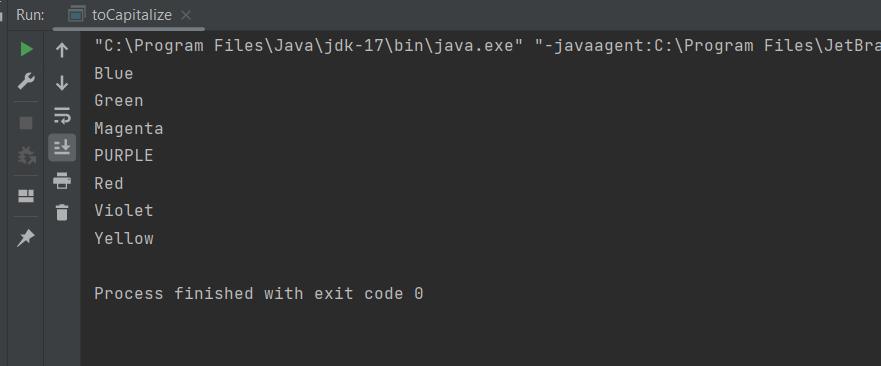 Run: toCapitalize
"C:\Program Files\Java\jdk-17\bin\java.exe" "-javaagent:C:\Program Files\JetBra
Blue
Green
Magenta
PURPLE
Red
Violet
Yellow
Process finished with exit code 0